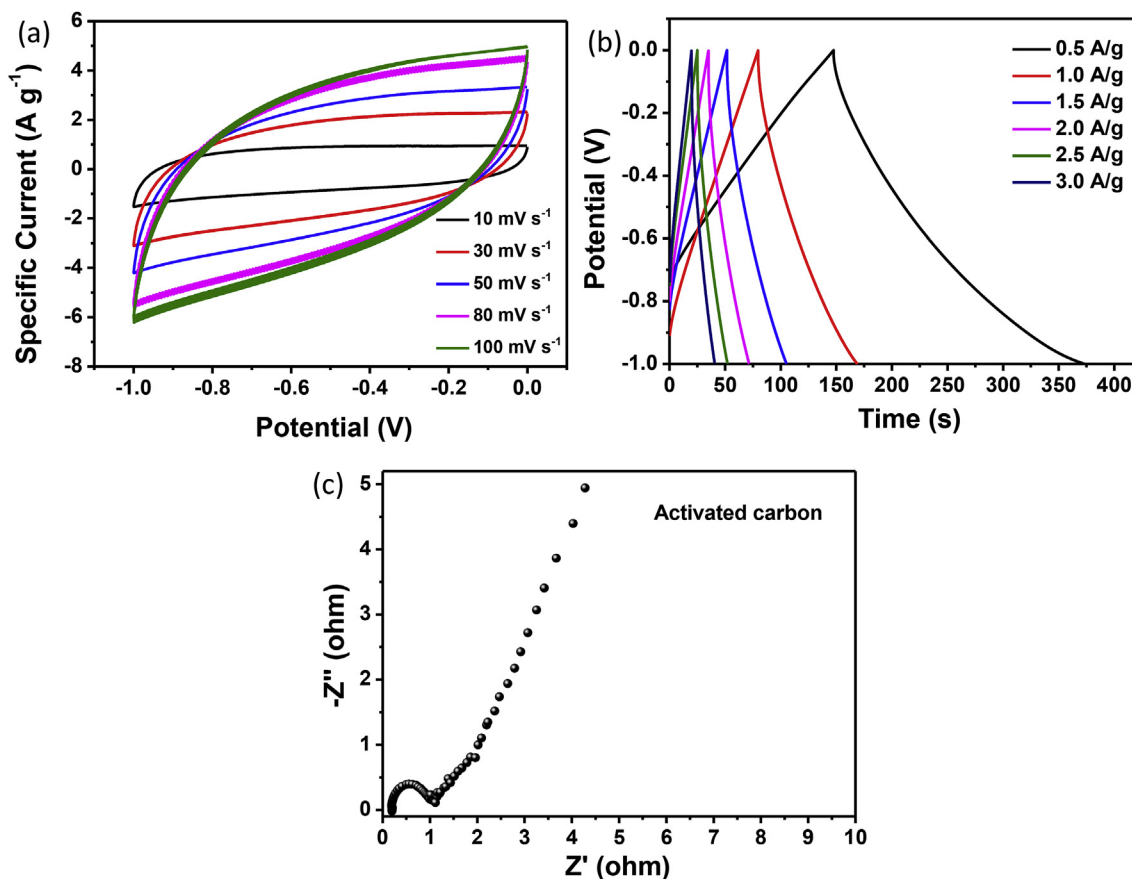 (a)
Specific Current (A g⁻¹)
6
4
2
0
-2
-4
-6
-8
-1.0 -0.8 -0.6 -0.4 -0.2 0.0
Potential (V)
10 mV s⁻¹
30 mV s⁻¹
50 mV s⁻¹
80 mV s⁻¹
100 mV s⁻¹
(b)
Potential (V)
0.0
-0.2
-0.4
-0.6
-0.8
-1.0
0 50 100 150 200 250 300 350 400
Time (s)
0.5 A/g
1.0 A/g
1.5 A/g
2.0 A/g
2.5 A/g
3.0 A/g
(c)
Activated carbon
-Z" (ohm)
5
4
3
2
1
0
0 1 2 3 4 5 6 7 8 9 10
Z' (ohm)